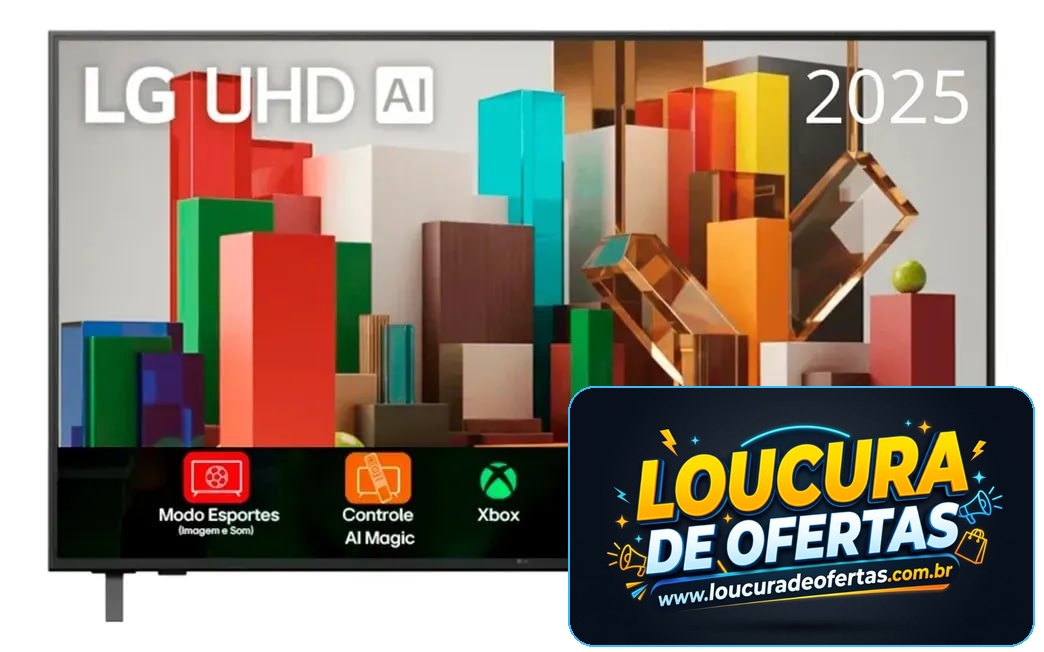 LG UHD AI
2025
Modo Esportes
(Imagem e Som)
Controle
AI Magic
Xbox
LOUCURA
DE OFERTAS
www.loucuradeofertas.com.br